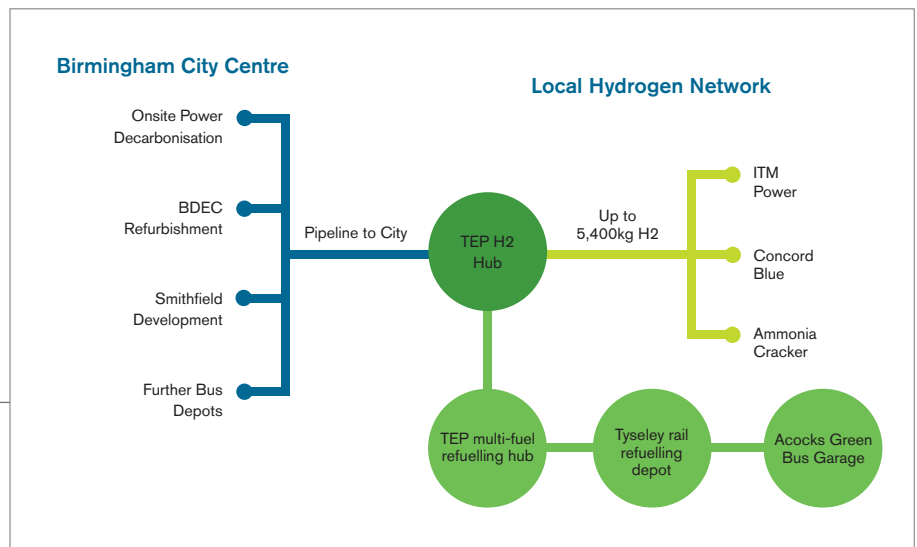 Birmingham City Centre
Local Hydrogen Network
Onsite Power
Decarbonisation
BDEC
Refurbishment
Smithfield
Development
Further Bus
Depots
Pipeline to City
TEP H2
Hub
Up to
5,400kg H2
ITM
Power
Concord
Blue
Ammonia
Cracker
TEP multi-fuel
refuelling hub
Tyseley rail
refuelling
depot
Acocks Green
Bus Garage